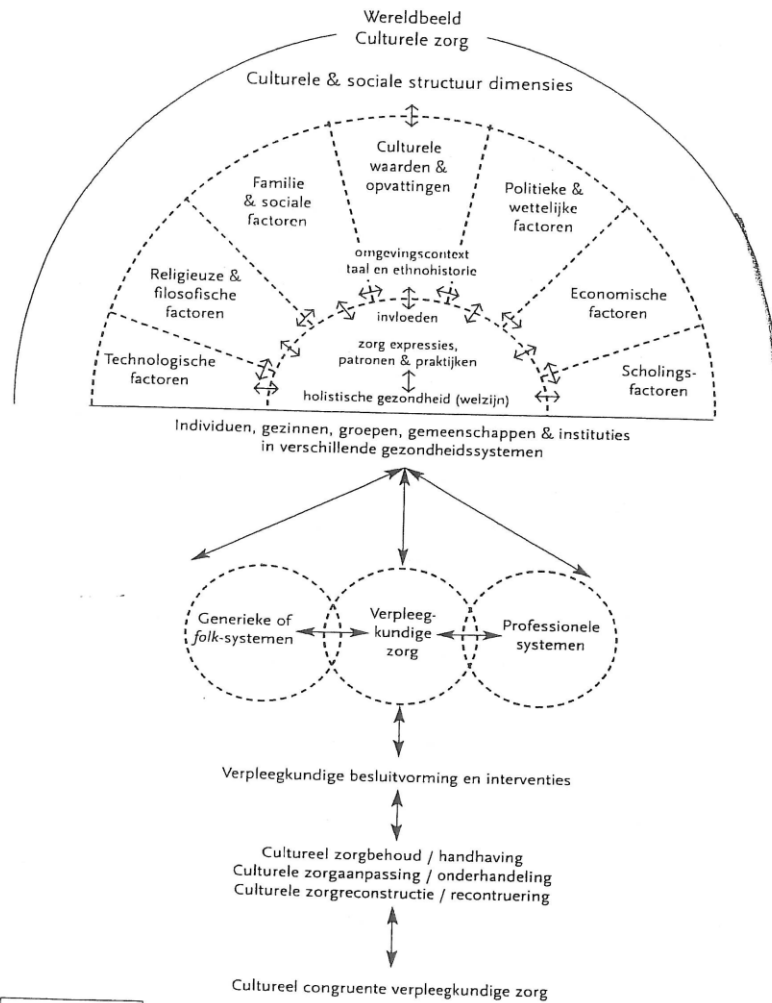 Wereldbeeld
Culturele zorg
Culturele & sociale structuur dimensies
Culturele
waarden &
opvattingen
Familie
& sociale
factoren
Politieke &
wettelijke
factoren
omgevingscontext
taal en ethnohistorie
Religieuze &
filosofische
factoren
Economische
factoren
invloeden
zorg expressies,
patronen & praktijken
Technologische
factoren
Scholings-
factoren
holistische gezondheid (welzijn)
Individuen, gezinnen, groepen, gemeenschappen & instituties
in verschillende gezondheidssystemen
Generieke of
folk-systemen
Verpleeg-
kundige
zorg
Professionele
systemen
Verpleegkundige besluitvorming en interventies
Cultureel zorgbehoud / handhaving
Culturele zorgaanpassing / onderhandeling
Culturele zorgreconstructie / recontruering
Cultureel congruente verpleegkundige zorg